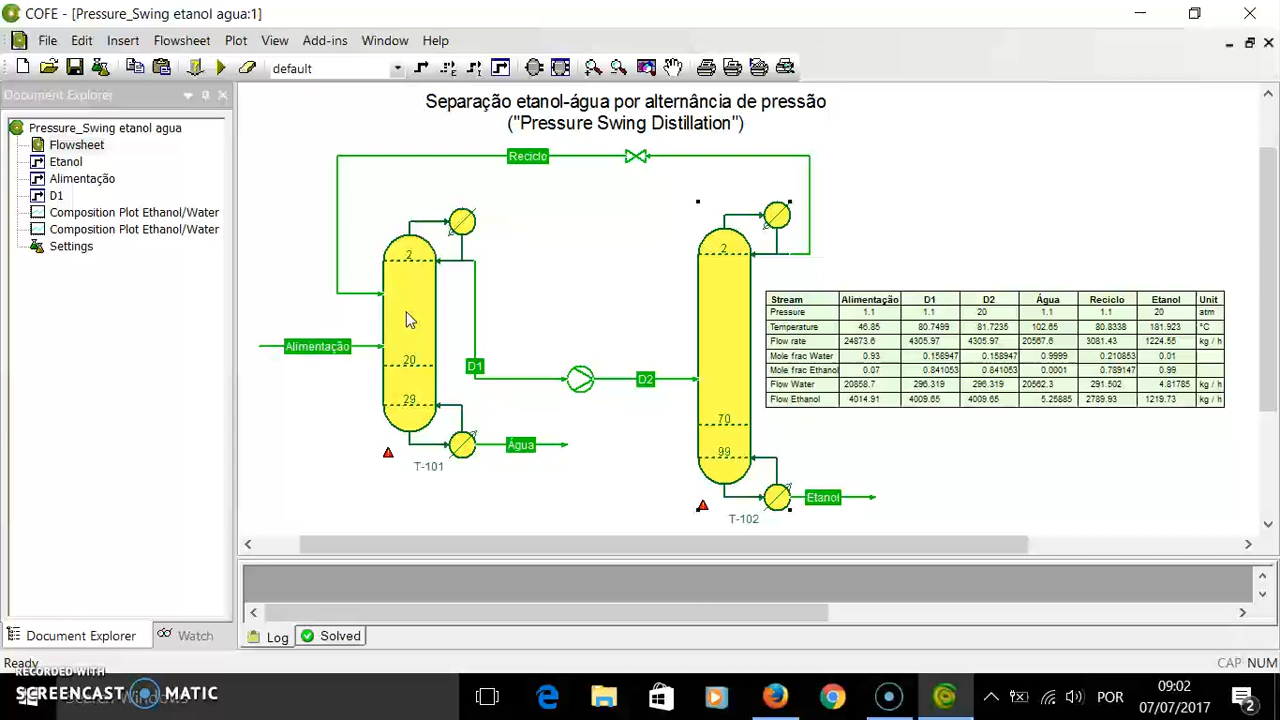 COFE - [Pressure_Swing etanol agua:1]
File Edit Insert Flowsheet Plot View Add-ins Window Help
default
Document Explorer
Pressure_Swing etanol agua
Flowsheet
Etanol
Alimentação
D1
Composition Plot Ethanol/Water
Composition Plot Ethanol/Water
Settings
Separação etanol-água por alternância de pressão
("Pressure Swing Distillation")
Reciclo
2
2
Alimentação
20
D1
D2
29
70
Água
99
T-101
Etanol
T-102
Stream Alimentação D1 D2 Água Reciclo Etanol Unit
Pressure 1.1 1.1 20 1.1 1.1 20 atm
Temperature 46.85 80.7499 81.7235 102.65 80.8338 181.923 °C
Flow rate 24873.6 4305.97 4305.97 20567.6 3081.43 1224.55 kg / h
Mole frac Water 0.93 0.158947 0.158947 0.9999 0.210853 0.01
Mole frac Ethanol 0.07 0.841053 0.841053 0.0001 0.789147 0.99
Flow Water 20858.7 296.319 296.319 20562.3 291.502 4.81785 kg / h
Flow Ethanol 4014.91 4009.65 4009.65 5.25885 2789.93 1219.73 kg / h
Document Explorer Watch
Log Solved
Ready
CAP NUM
RECORDED WITH
SCREENCAST MATIC
Search Windows
POR
09:02
07/07/2017
2